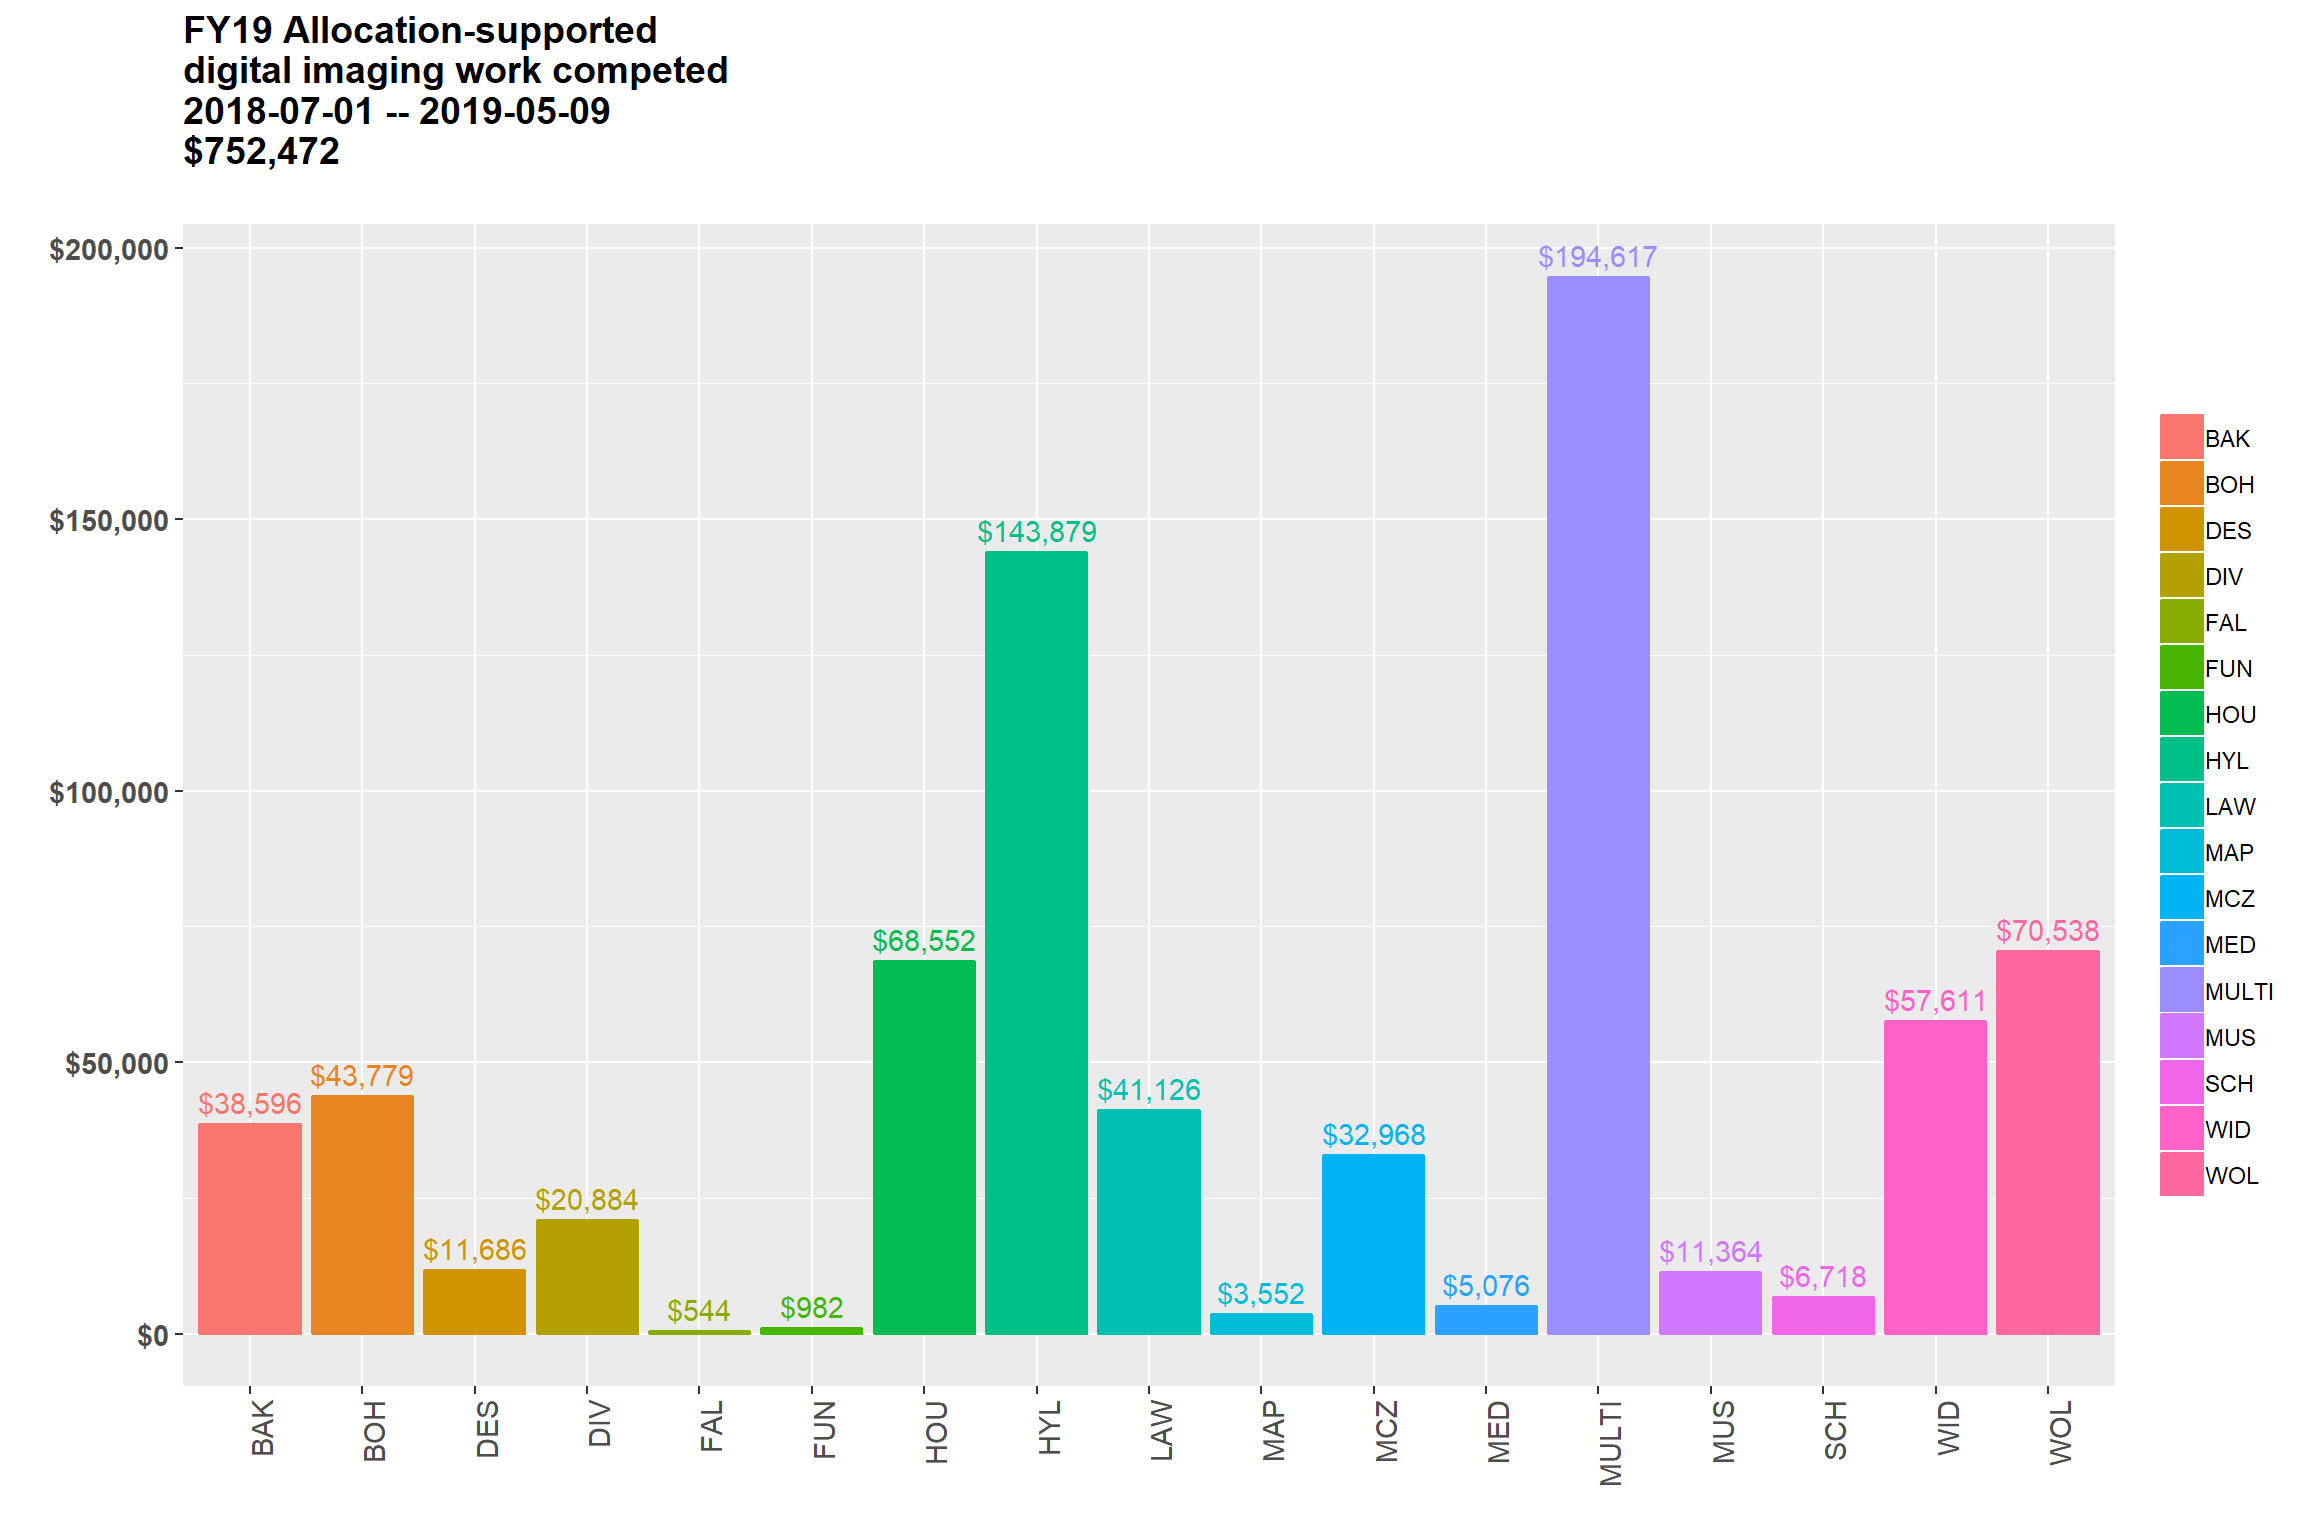 FY19 Allocation-supported
digital imaging work competed
2018-07-01 -- 2019-05-09
$752,472
$200,000
$150,000
$100,000
$50,000
$0
$38,596
$43,779
$11,686
$20,884
$544
$982
$68,552
$143,879
$41,126
$3,552
$32,968
$5,076
$194,617
$11,364
$6,718
$57,611
$70,538
BAK
BOH
DES
DIV
FAL
FUN
HOU
HYL
LAW
MAP
MCZ
MED
MULTI
MUS
SCH
WID
WOL
BAK
BOH
DES
DIV
FAL
FUN
HOU
HYL
LAW
MAP
MCZ
MED
MULTI
MUS
SCH
WID
WOL